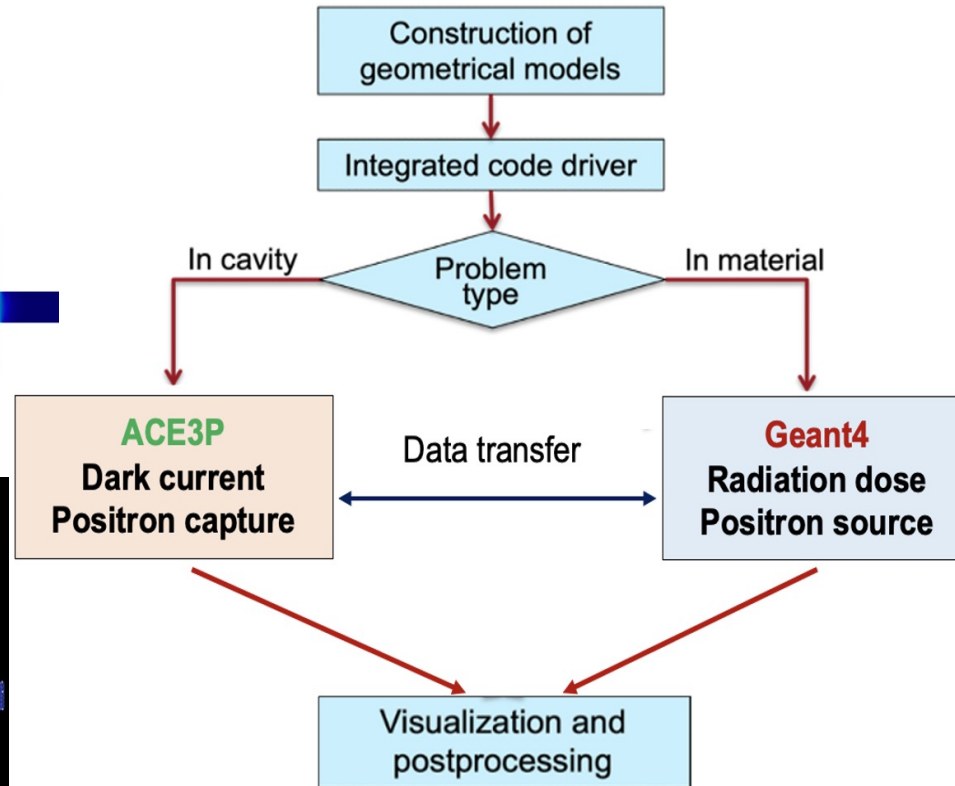 Construction of
geometrical models
Integrated code driver
In cavity
Problem
type
In material
ACE3P
Dark current
Positron capture
Data transfer
Geant4
Radiation dose
Positron source
Visualization and
postprocessing